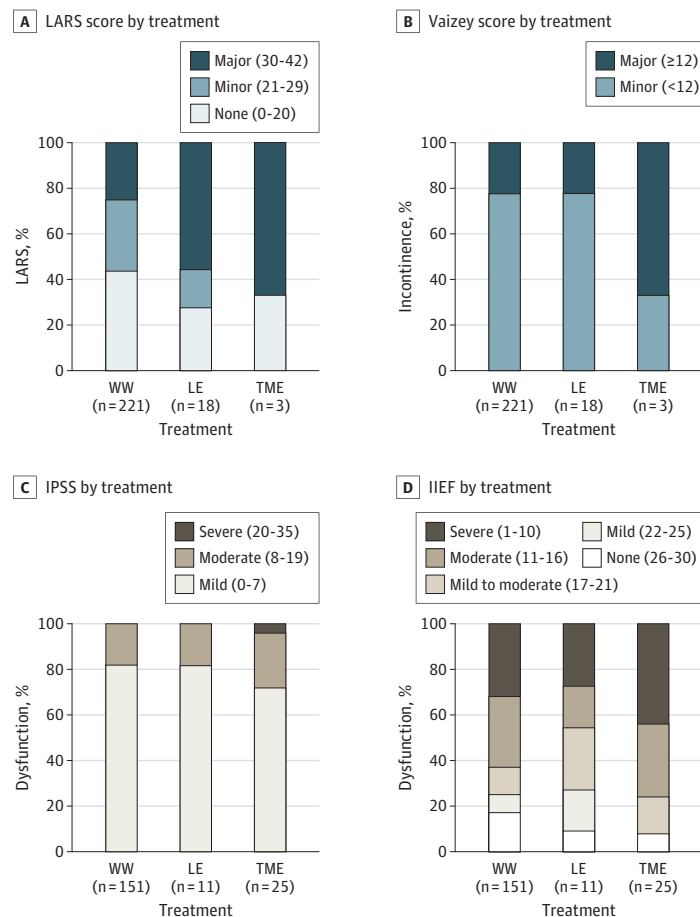 A LARS score by treatment
Major (30-42)
Minor (21-29)
None (0-20)
100
80
60
40
20
0
LARS, %
WW
(n=221)
LE
(n=18)
TME
(n=3)
Treatment
B Vaizey score by treatment
Major (≥12)
Minor (<12)
100
80
60
40
20
0
Incontinence, %
WW
(n=221)
LE
(n=18)
TME
(n=3)
Treatment
C IPSS by treatment
Severe (20-35)
Moderate (8-19)
Mild (0-7)
100
80
60
40
20
0
Dysfunction, %
WW
(n=151)
LE
(n=11)
TME
(n=25)
Treatment
D IIEF by treatment
Severe (1-10)
Moderate (11-16)
Mild to moderate (17-21)
Mild (22-25)
None (26-30)
100
80
60
40
20
0
Dysfunction, %
WW
(n=151)
LE
(n=11)
TME
(n=25)
Treatment